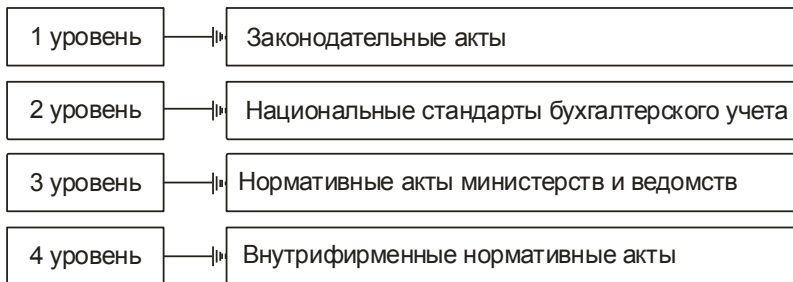 1 уровень Законодательные акты
2 уровень Национальные стандарты бухгалтерского учета
3 уровень Нормативные акты министерств и ведомств
4 уровень Внутрифирменные нормативные акты